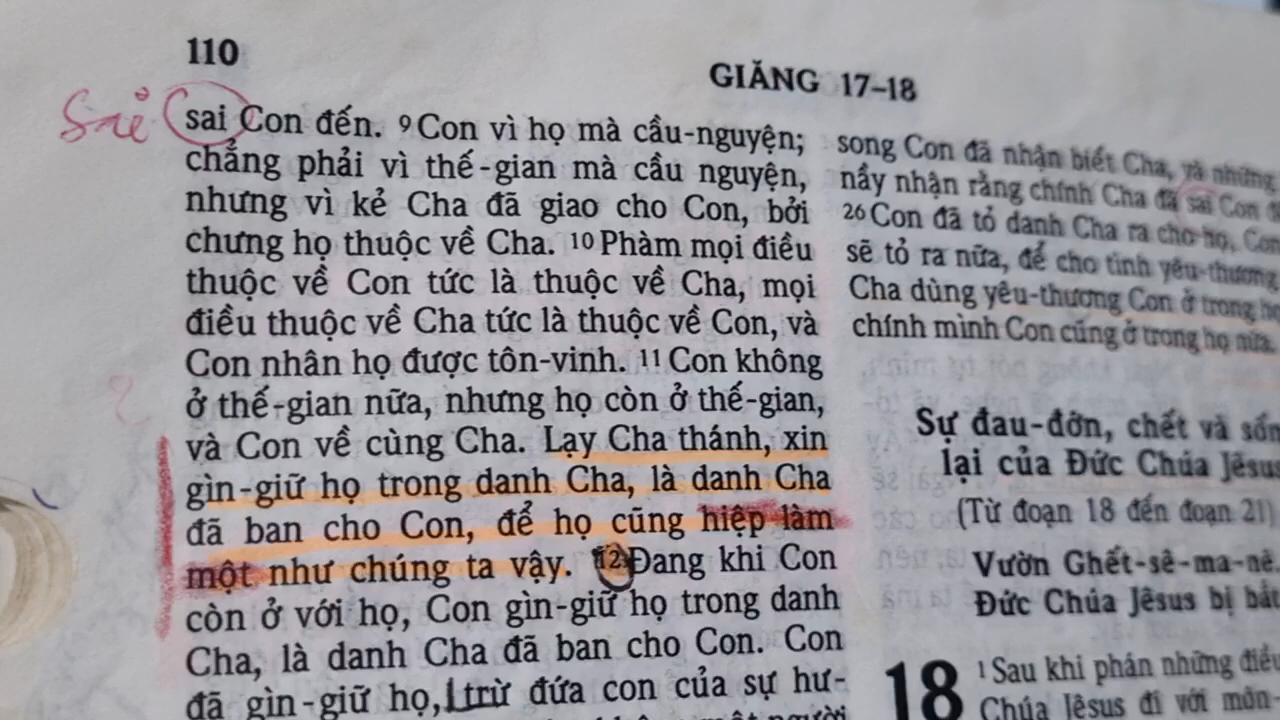 110
GIĂNG 17–18
Sai
sai Con đến. 9 Con vì họ mà cầu-nguyện;
chẳng phải vì thế-gian mà cầu nguyện,
nhưng vì kẻ Cha đã giao cho Con, bởi
chưng họ thuộc về Cha. 10 Phàm mọi điều
thuộc về Con tức là thuộc về Cha, mọi
điều thuộc về Cha tức là thuộc về Con, và
Con nhân họ được tôn-vinh. 11 Con không
ở thế-gian nữa, nhưng họ còn ở thế-gian,
và Con về cùng Cha. Lạy Cha thánh, xin
gìn-giữ họ trong danh Cha, là danh Cha
đã ban cho Con, để họ cũng hiệp làm
một như chúng ta vậy. 12 Đang khi Con
còn ở với họ, Con gìn-giữ họ trong danh
Cha, là danh Cha đã ban cho Con. Con
đã gìn-giữ họ, trừ đứa con của sự hư-
một người
song Con đã nhận biết Cha, và những
nầy nhận rằng chính Cha đã sai Con
26 Con đã tỏ danh Cha ra cho họ, Con
sẽ tỏ ra nữa, để cho tình yêu-thương
Cha dùng yêu-thương Con ở trong họ
chính mình Con cũng ở trong họ nữa.
Sự đau-đớn, chết và sốn
lại của Đức Chúa Jêsus
(Từ đoạn 18 đến đoạn 21)
Vườn Ghết-sê-ma-nê.
Đức Chúa Jêsus bị bắt
18 1 Sau khi phán những điều
Chúa Jêsus đi với môn-